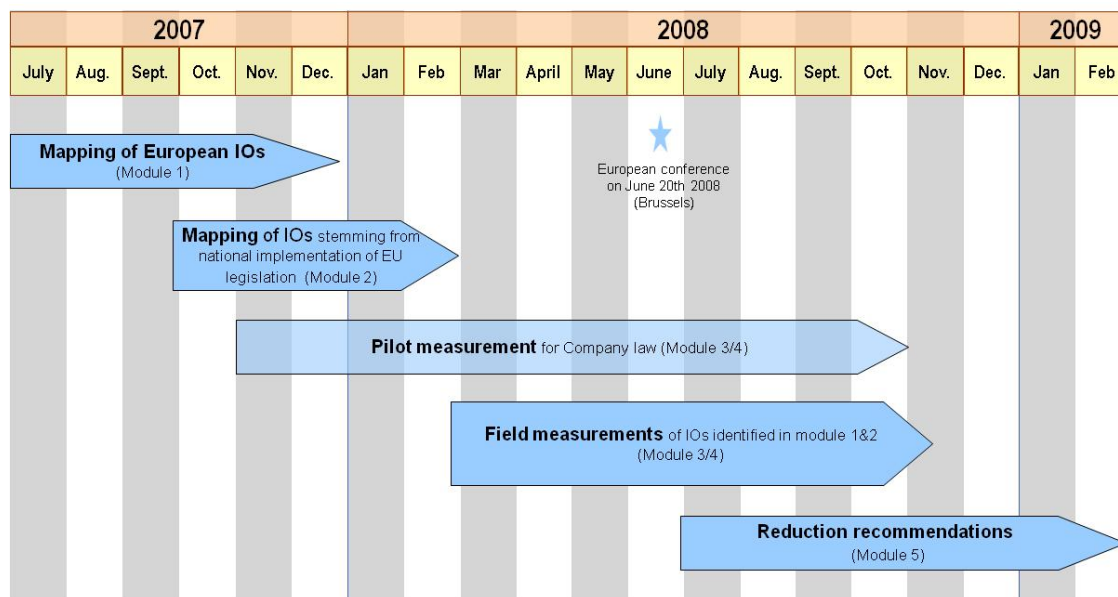 2007 2008 2009
July Aug. Sept. Oct. Nov. Dec. Jan Feb Mar April May June July Aug. Sept. Oct. Nov. Dec. Jan Feb
Mapping of European IOs
(Module 1)
European conference
on June 20th 2008
(Brussels)
Mapping of IOs stemming from
national implementation of EU
legislation (Module 2)
Pilot measurement for Company law (Module 3/4)
Field measurements of IOs identified in module 1&2
(Module 3/4)
Reduction recommendations
(Module 5)